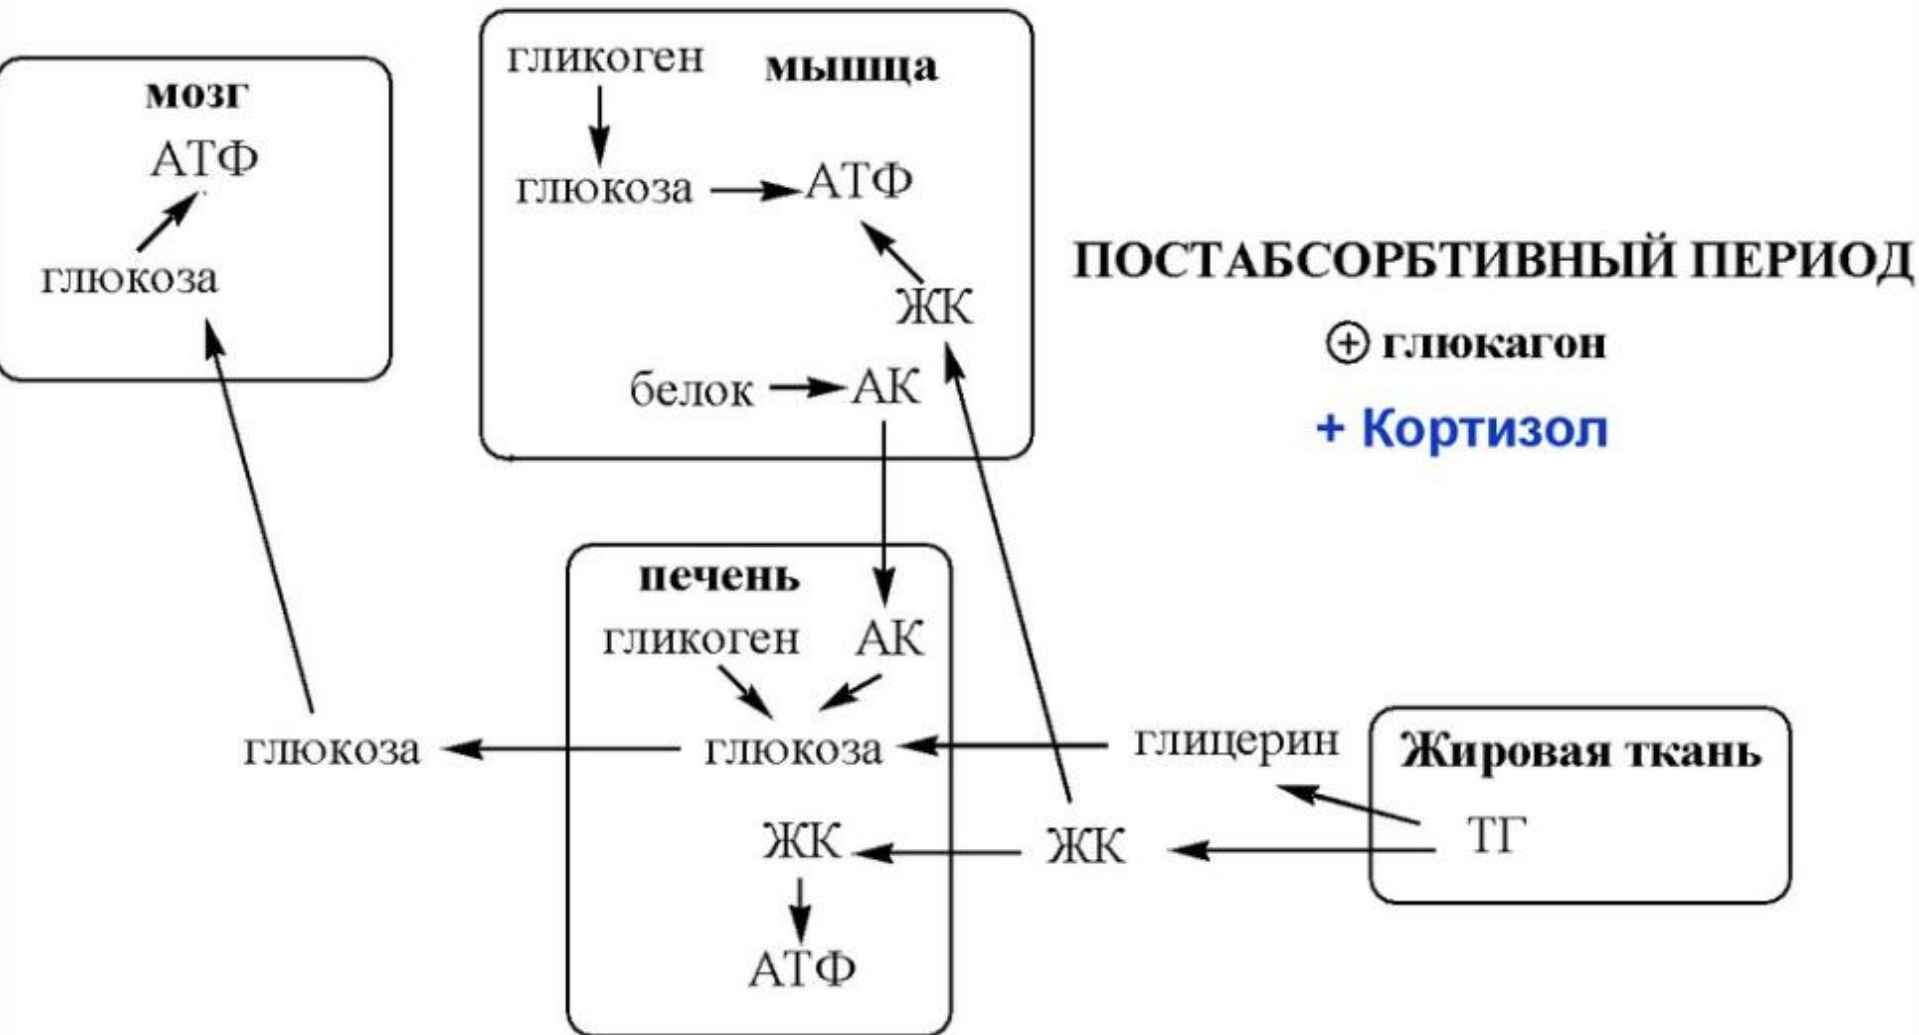 мозг
АТФ
глюкоза
гликоген
мышца
глюкоза
АТФ
ЖК
белок
АК
ПОСТАБСОРБТИВНЫЙ ПЕРИОД
+ глюкагон
+ Кортизол
печень
гликоген
АК
глюкоза
глюкоза
глицерин
Жировая ткань
ЖК
ЖК
ТГ
АТФ